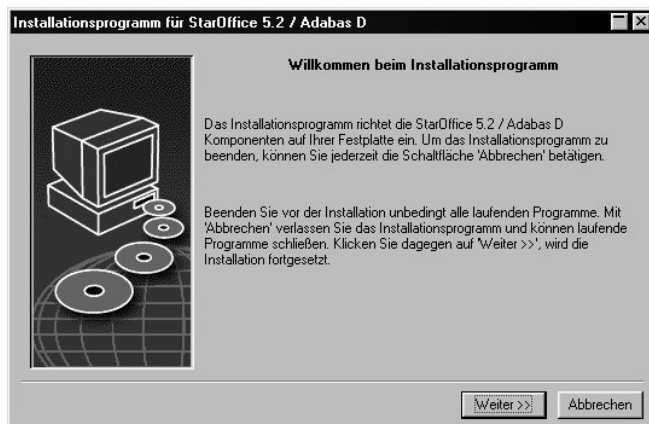 Installationsprogramm für StarOffice 5.2 / Adabas D
Willkommen beim Installationsprogramm
Das Installationsprogramm richtet die StarOffice 5.2 / Adabas D
Komponenten auf Ihrer Festplatte ein. Um das Installationsprogramm zu
beenden, können Sie jederzeit die Schaltfläche 'Abbrechen' betätigen.
Beenden Sie vor der Installation unbedingt alle laufenden Programme. Mit
'Abbrechen' verlassen Sie das Installationsprogramm und können laufende
Programme schließen. Klicken Sie dagegen auf 'Weiter >>', wird die
Installation fortgesetzt.
Weiter >> Abbrechen